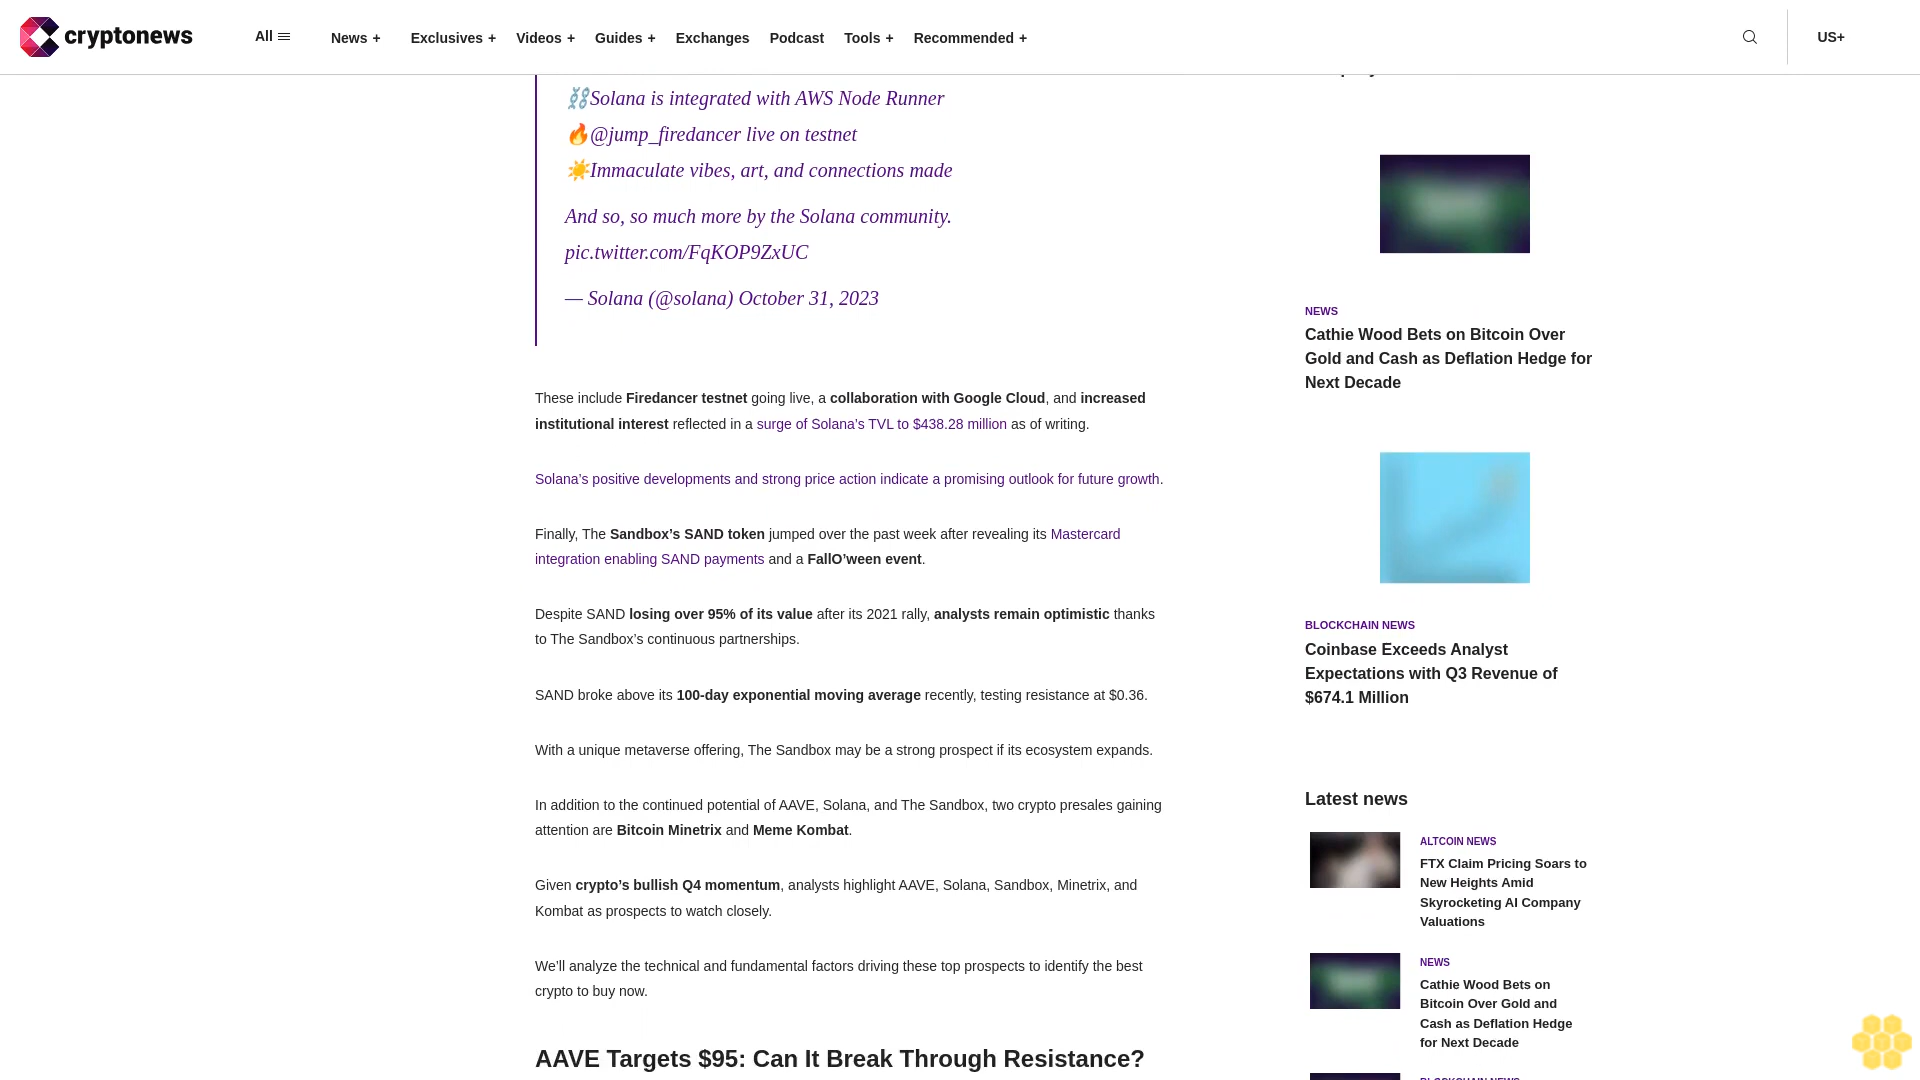 cryptonews
All
News +
Exclusives +
Videos +
Guides +
Exchanges
Podcast
Tools +
Recommended +
US+
⛓️Solana is integrated with AWS Node Runner
🔥@jump_firedancer live on testnet
☀️Immaculate vibes, art, and connections made
And so, so much more by the Solana community.
pic.twitter.com/FqKOP9ZxUC
— Solana (@solana) October 31, 2023
These include Firedancer testnet going live, a collaboration with Google Cloud, and increased
institutional interest reflected in a surge of Solana’s TVL to $438.28 million as of writing.
Solana’s positive developments and strong price action indicate a promising outlook for future growth.
Finally, The Sandbox’s SAND token jumped over the past week after revealing its Mastercard
integration enabling SAND payments and a FallO’ween event.
Despite SAND losing over 95% of its value after its 2021 rally, analysts remain optimistic thanks
to The Sandbox’s continuous partnerships.
SAND broke above its 100-day exponential moving average recently, testing resistance at $0.36.
With a unique metaverse offering, The Sandbox may be a strong prospect if its ecosystem expands.
In addition to the continued potential of AAVE, Solana, and The Sandbox, two crypto presales gaining
attention are Bitcoin Minetrix and Meme Kombat.
Given crypto’s bullish Q4 momentum, analysts highlight AAVE, Solana, Sandbox, Minetrix, and
Kombat as prospects to watch closely.
We’ll analyze the technical and fundamental factors driving these top prospects to identify the best
crypto to buy now.
AAVE Targets $95: Can It Break Through Resistance?
NEWS
Cathie Wood Bets on Bitcoin Over
Gold and Cash as Deflation Hedge for
Next Decade
BLOCKCHAIN NEWS
Coinbase Exceeds Analyst
Expectations with Q3 Revenue of
$674.1 Million
Latest news
ALTCOIN NEWS
FTX Claim Pricing Soars to
New Heights Amid
Skyrocketing AI Company
Valuations
NEWS
Cathie Wood Bets on
Bitcoin Over Gold and
Cash as Deflation Hedge
for Next Decade